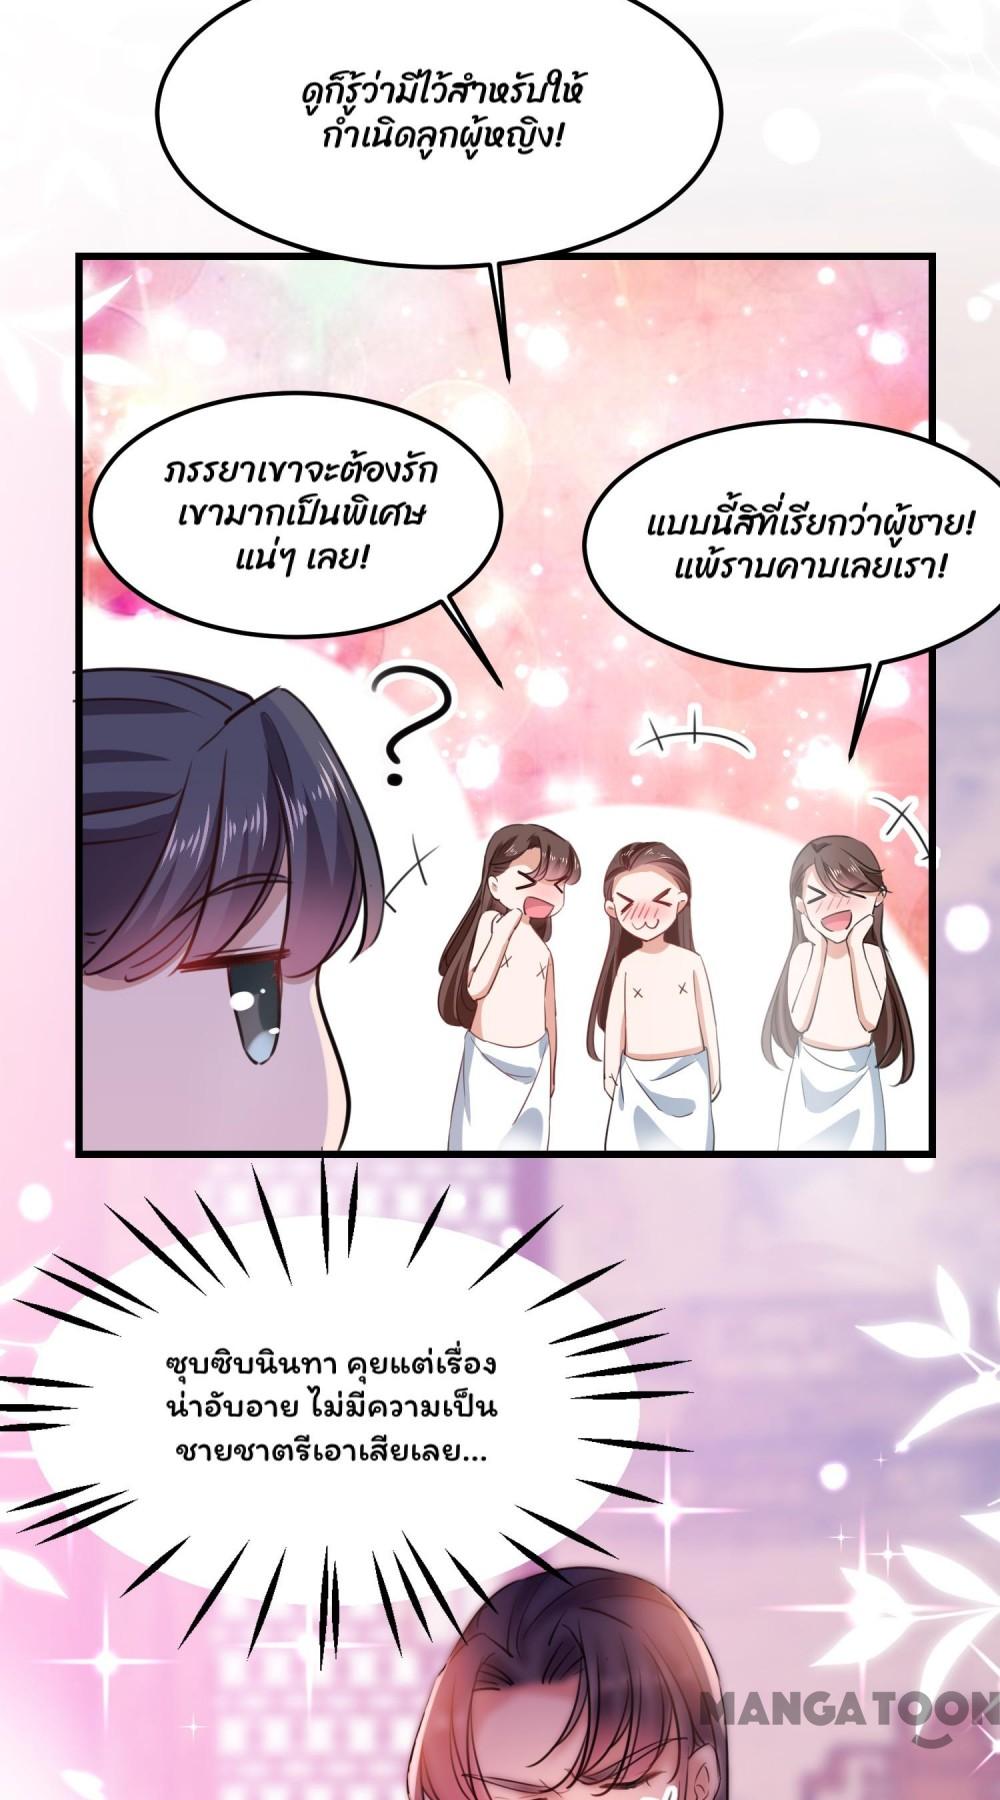 ดูก็รู้ว่ามีไว้สำหรับให้
กำเนิดลูกผู้หญิง!
ภรรยาเขาจะต้องรัก
เขามากเป็นพิเศษ
แน่ๆ เลย!
แบบนี้สิที่เรียกว่าผู้ชาย!
แพ้ราบคาบเลยเรา!
?
ซุบซิบนินทา คุยแต่เรื่อง
น่าอับอาย ไม่มีความเป็น
ชายชาตรีเอาเสียเลย...
MANGATOON